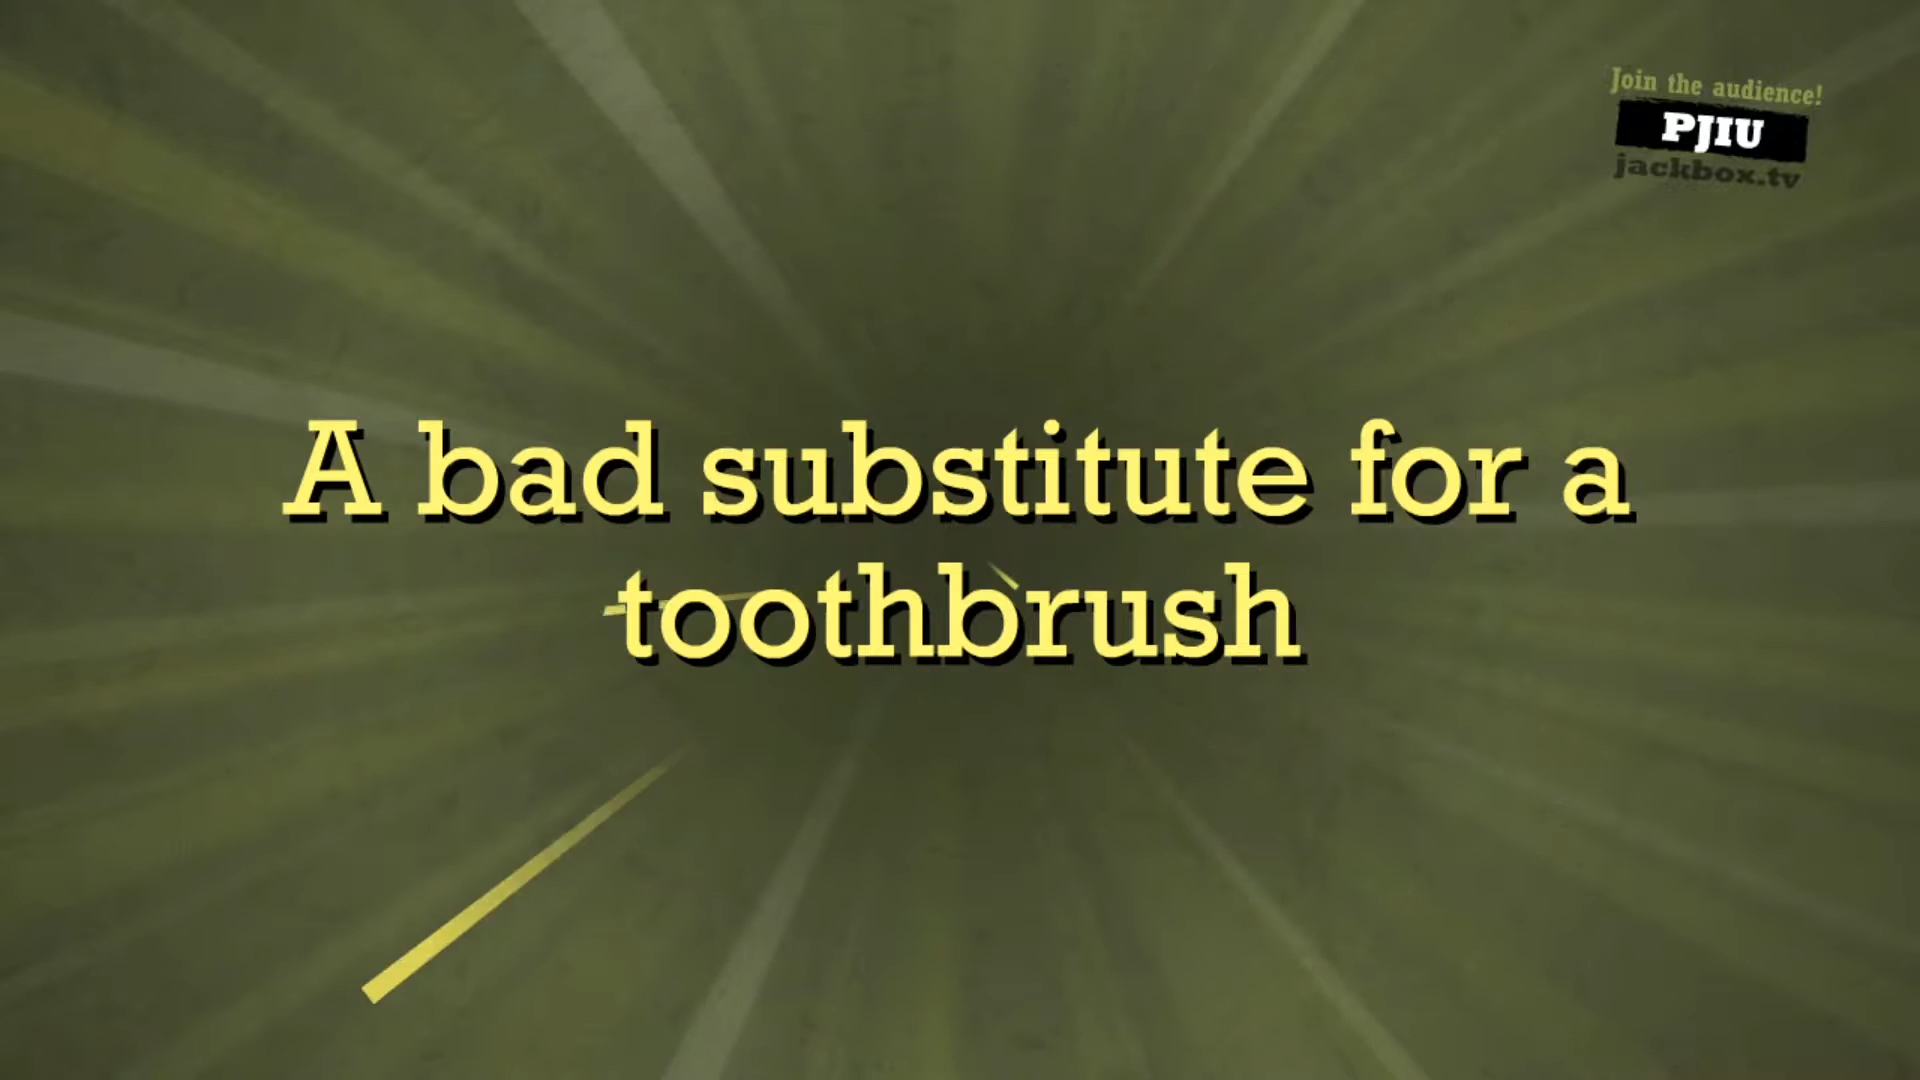 Join the audience!
PJIU
jackbox.tv
A bad substitute for a
toothbrush